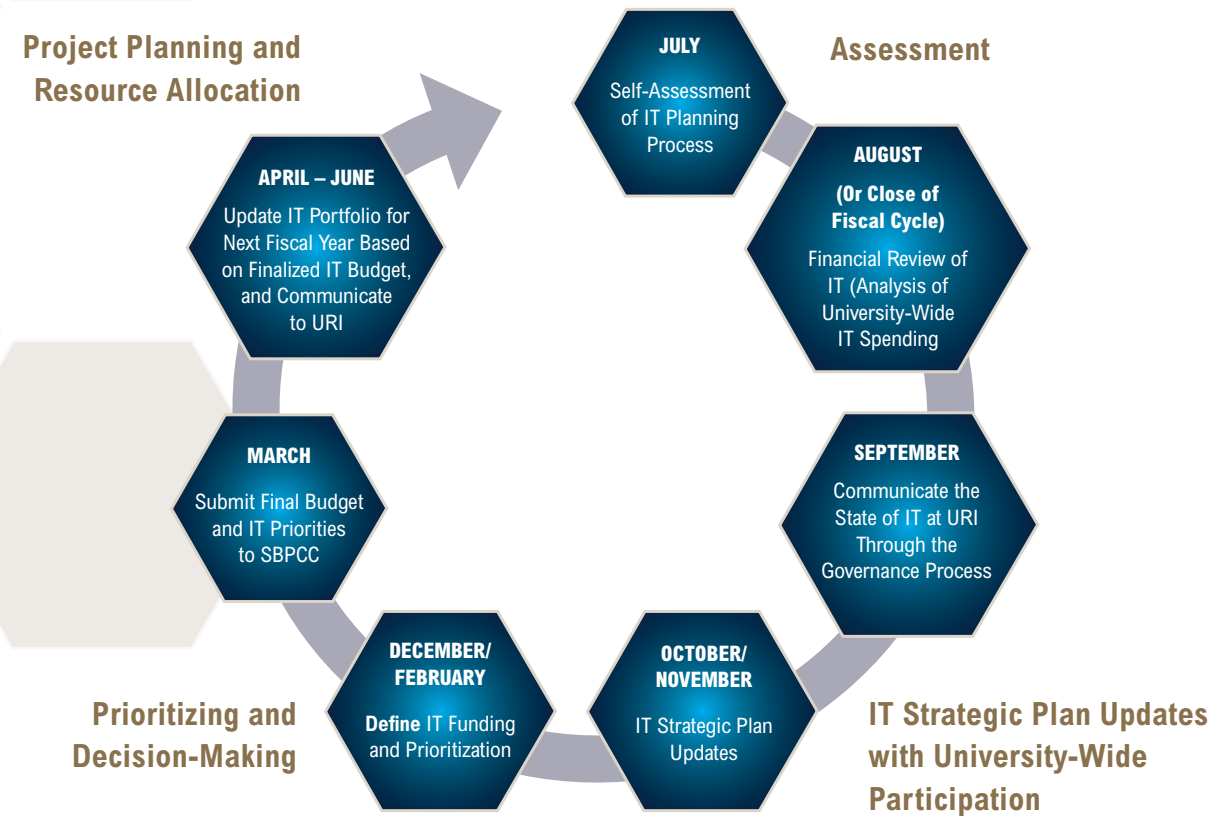 Project Planning and
Resource Allocation
Assessment
JULY
Self-Assessment
of IT Planning
Process
AUGUST
(Or Close of
Fiscal Cycle)
Financial Review of
IT (Analysis of
University-Wide
IT Spending
SEPTEMBER
Communicate the
State of IT at URI
Through the
Governance Process
IT Strategic Plan Updates
with University-Wide
Participation
OCTOBER/
NOVEMBER
IT Strategic Plan
Updates
DECEMBER/
FEBRUARY
Define IT Funding
and Prioritization
Prioritizing and
Decision-Making
MARCH
Submit Final Budget
and IT Priorities
to SBPCC
APRIL – JUNE
Update IT Portfolio for
Next Fiscal Year Based
on Finalized IT Budget,
and Communicate
to URI